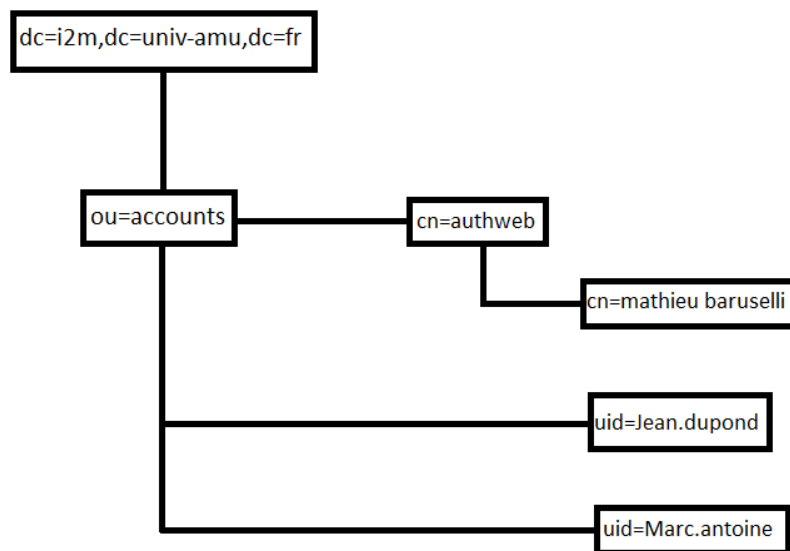 dc=i2m,dc=univ-amu,dc=fr
ou=accounts
cn=authweb
cn=mathieu baruselli
uid=Jean.dupond
uid=Marc.antoine